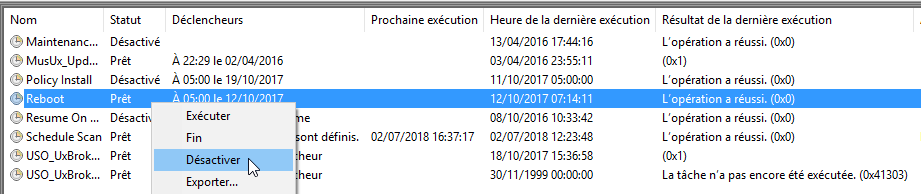 Nom Statut Déclencheurs Prochaine exécution Heure de la dernière exécution Résultat de la dernière exécution
Maintenanc... Désactivé 13/04/2016 17:44:16 L'opération a réussi. (0x0)
MusUx_Upd... Prêt À 22:29 le 02/04/2016 03/04/2016 23:55:11 (0x1)
Policy Install Désactivé À 05:00 le 19/10/2017 11/10/2017 05:00:00 L'opération a réussi. (0x0)
Reboot Prêt À 05:00 le 12/10/2017 12/10/2017 07:14:11 L'opération a réussi. (0x0)
Resume On ... Désactiv Exécuter me 08/10/2016 10:33:42 L'opération a réussi. (0x0)
Schedule Scan Prêt Fin sont définis. 02/07/2018 16:37:17 02/07/2018 12:23:48 L'opération a réussi. (0x0)
USO_UxBrok... Prêt Désactiver cheur 18/10/2017 15:36:58 (0x1)
USO_UxBrok... Prêt Exporter... cheur 30/11/1999 00:00:00 La tâche n'a pas encore été exécutée. (0x41303)